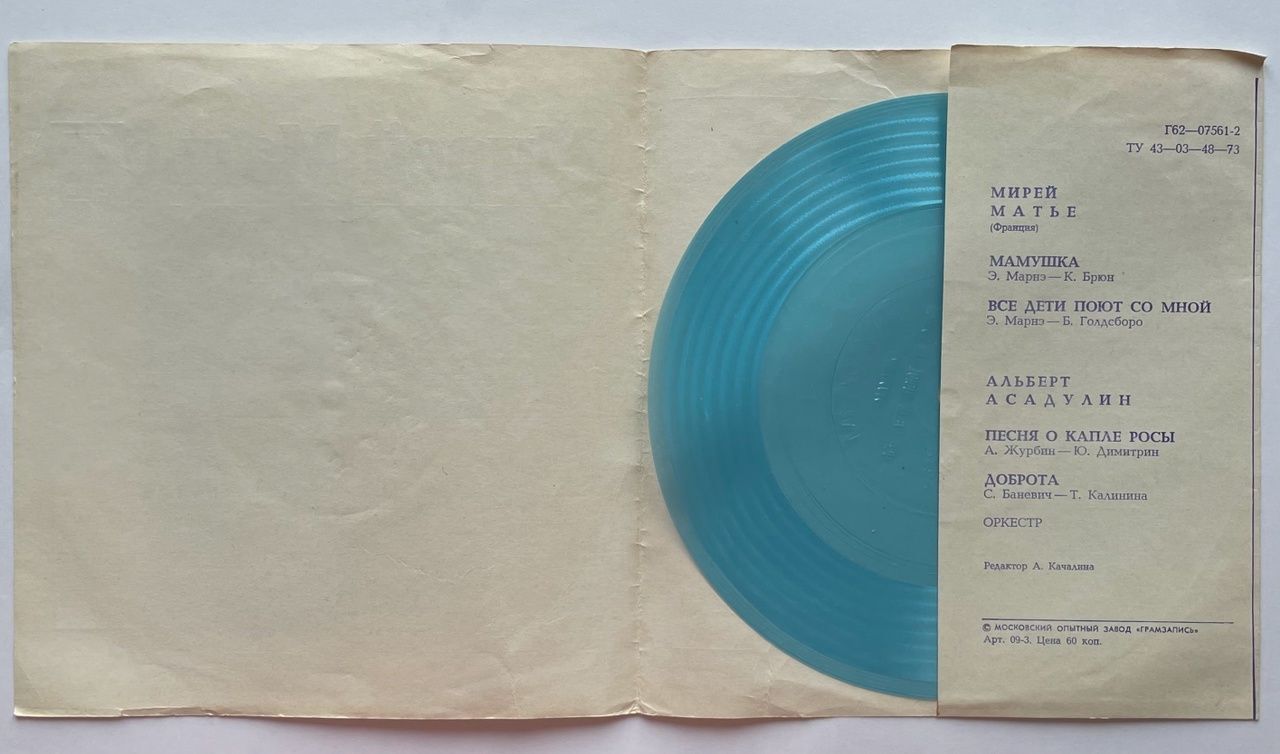 Г62—07561-2
ТУ 43—03—48—73
МИРЕЙ
МАТЬЕ
(Франция)
МАМУШКА
Э. Марнэ — К. Брюн
ВСЕ ДЕТИ ПОЮТ СО МНОЙ
Э. Марнэ — Б. Голдсборо
АЛЬБЕРТ
АСАДУЛИН
ПЕСНЯ О КАПЛЕ РОСЫ
А. Журбин — Ю. Димитрин
ДОБРОТА
С. Баневич — Т. Калинина
ОРКЕСТР
Редактор А. Качалина
© МОСКОВСКИЙ ОПЫТНЫЙ ЗАВОД «ГРАМЗАПИСЬ»
Арт. 09-3. Цена 60 коп.